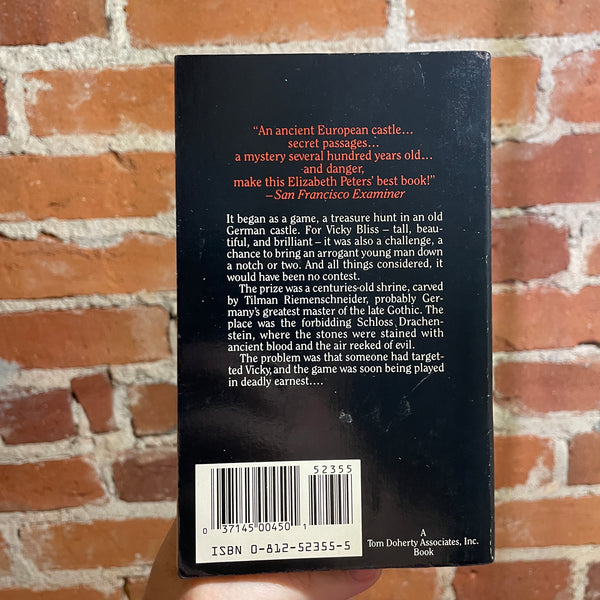 “An ancient European castle...
secret passages...
a mystery several hundred years old...
and danger,
make this Elizabeth Peters’ best book!”
– San Francisco Examiner
It began as a game, a treasure hunt in an old
German castle. For Vicky Bliss – tall, beau-
tiful, and brilliant – it was also a challenge, a
chance to bring an arrogant young man down
a notch or two. And all things considered, it
would have been no contest.
The prize was a centuries-old shrine, carved
by Tilman Riemenschneider, probably Ger-
many’s greatest master of the late Gothic. The
place was the forbidding Schloss Drachen-
stein, where the stones were stained with
ancient blood and the air reeked of evil.
The problem was that someone had target-
ted Vicky, and the game was soon being played
in deadly earnest....
52355
0 37145 00450 1
ISBN 0-812-52355-5
A
Tom Doherty Associates, Inc.
Book